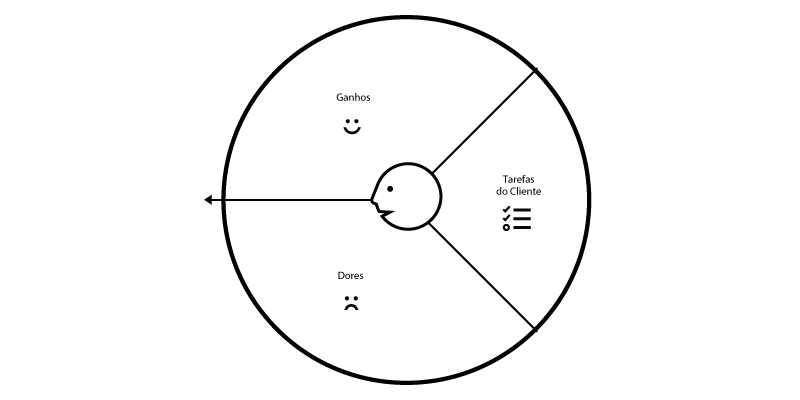 Ganhos
Tarefas
do Cliente
Dores